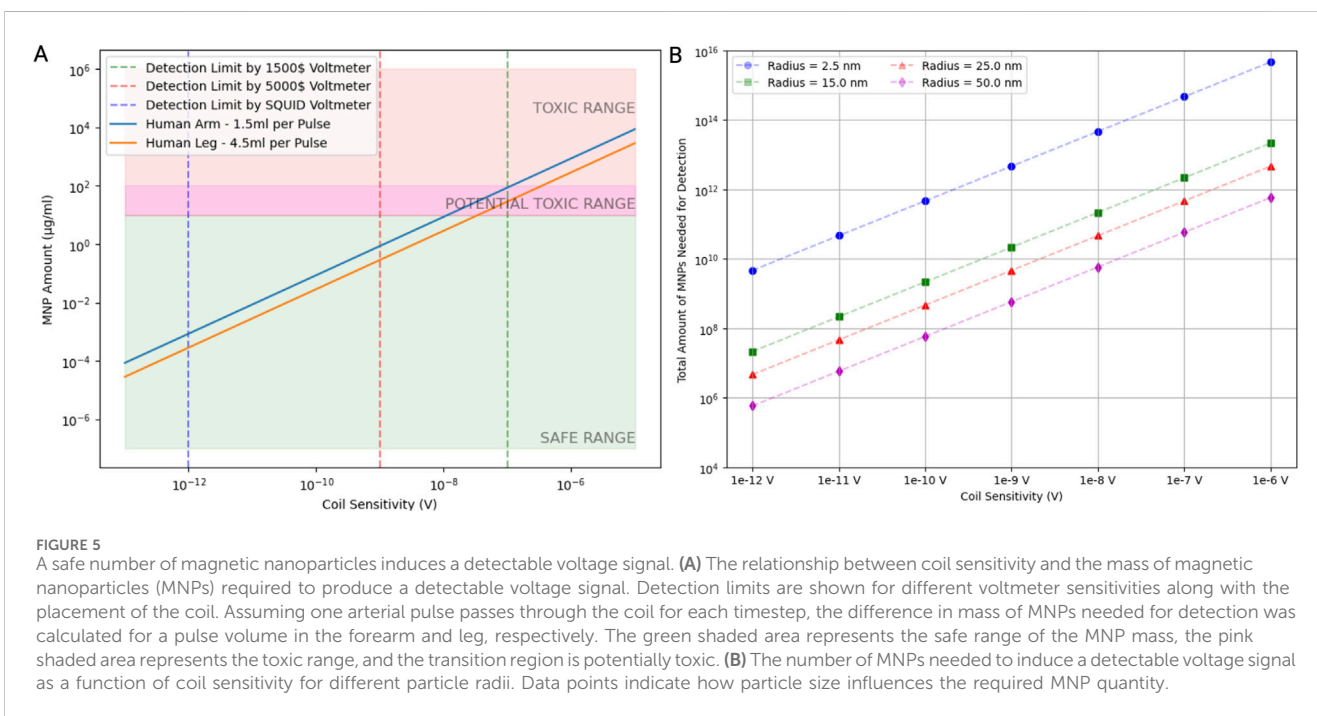 A
10^6
10^4
10^2
10^0
10^-2
10^-4
10^-6
MNP Amount (µg/ml)
Detection Limit by 1500$ Voltmeter
Detection Limit by 5000$ Voltmeter
Detection Limit by SQUID Voltmeter
Human Arm - 1.5ml per Pulse
Human Leg - 4.5ml per Pulse
TOXIC RANGE
POTENTIAL TOXIC RANGE
SAFE RANGE
10^-12 10^-10 10^-8 10^-6
Coil Sensitivity (V)
B
10^16
10^14
10^12
10^10
10^8
10^6
10^4
Total Amount of MNPs Needed for Detection
Radius = 2.5 nm Radius = 25.0 nm
Radius = 15.0 nm Radius = 50.0 nm
1e-12 V 1e-11 V 1e-10 V 1e-9 V 1e-8 V 1e-7 V 1e-6 V
Coil Sensitivity (V)
FIGURE 5
A safe number of magnetic nanoparticles induces a detectable voltage signal. (A) The relationship between coil sensitivity and the mass of magnetic
nanoparticles (MNPs) required to produce a detectable voltage signal. Detection limits are shown for different voltmeter sensitivities along with the
placement of the coil. Assuming one arterial pulse passes through the coil for each timestep, the difference in mass of MNPs needed for detection was
calculated for a pulse volume in the forearm and leg, respectively. The green shaded area represents the safe range of the MNP mass, the pink
shaded area represents the toxic range, and the transition region is potentially toxic. (B) The number of MNPs needed to induce a detectable voltage signal
as a function of coil sensitivity for different particle radii. Data points indicate how particle size influences the required MNP quantity.